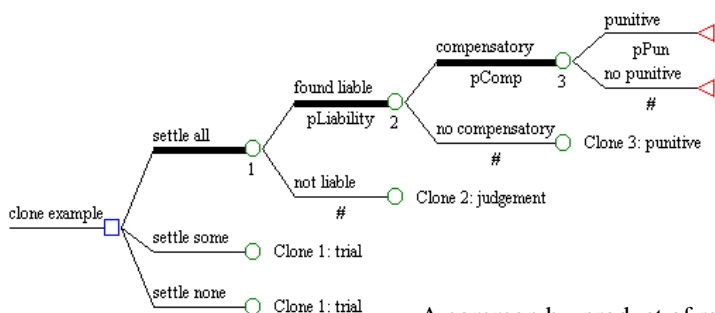 punitive
pPun
compensatory
no punitive
pComp
3
#
found liable
pLiability
2
no compensatory
#
Clone 3: punitive
settle all
1
not liable
#
Clone 2: judgement
clone example
settle some
Clone 1: trial
settle none
Clone 1: trial